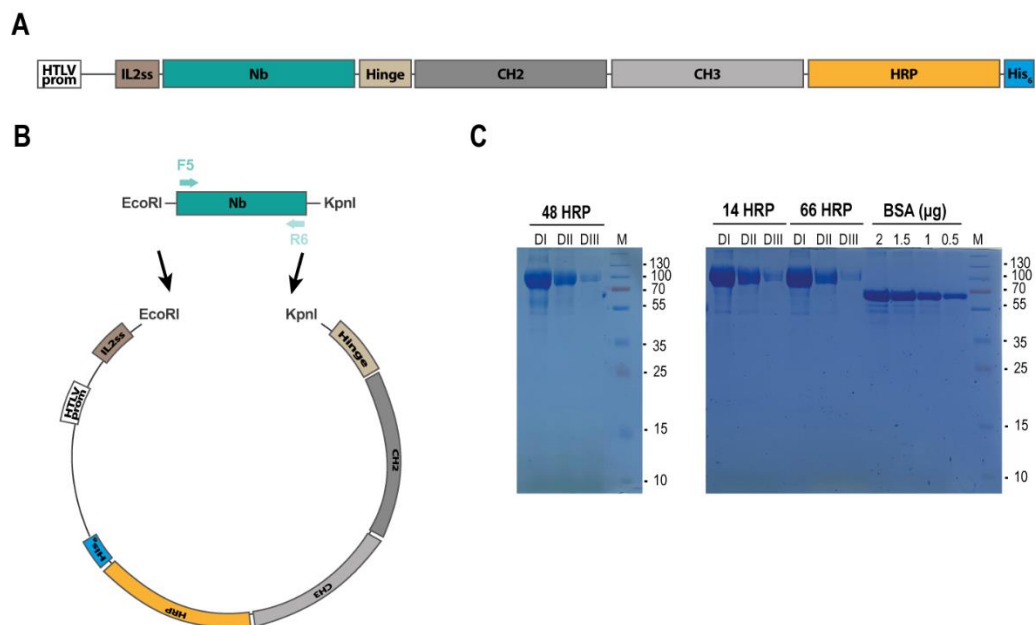 A
HTLV
prom
IL2ss
Nb
Hinge
CH2
CH3
HRP
His6
B
F5
EcoRI
Nb
KpnI
R6
EcoRI
KpnI
IL2ss
Hinge
HTLV
prom
CH2
His6
CH3
HRP
C
48 HRP
DI DII DIII M
130
100
70
55
35
25
15
10
14 HRP 66 HRP BSA (µg)
DI DII DIII DI DII DIII 2 1.5 1 0.5 M
130
100
70
55
35
25
15
10